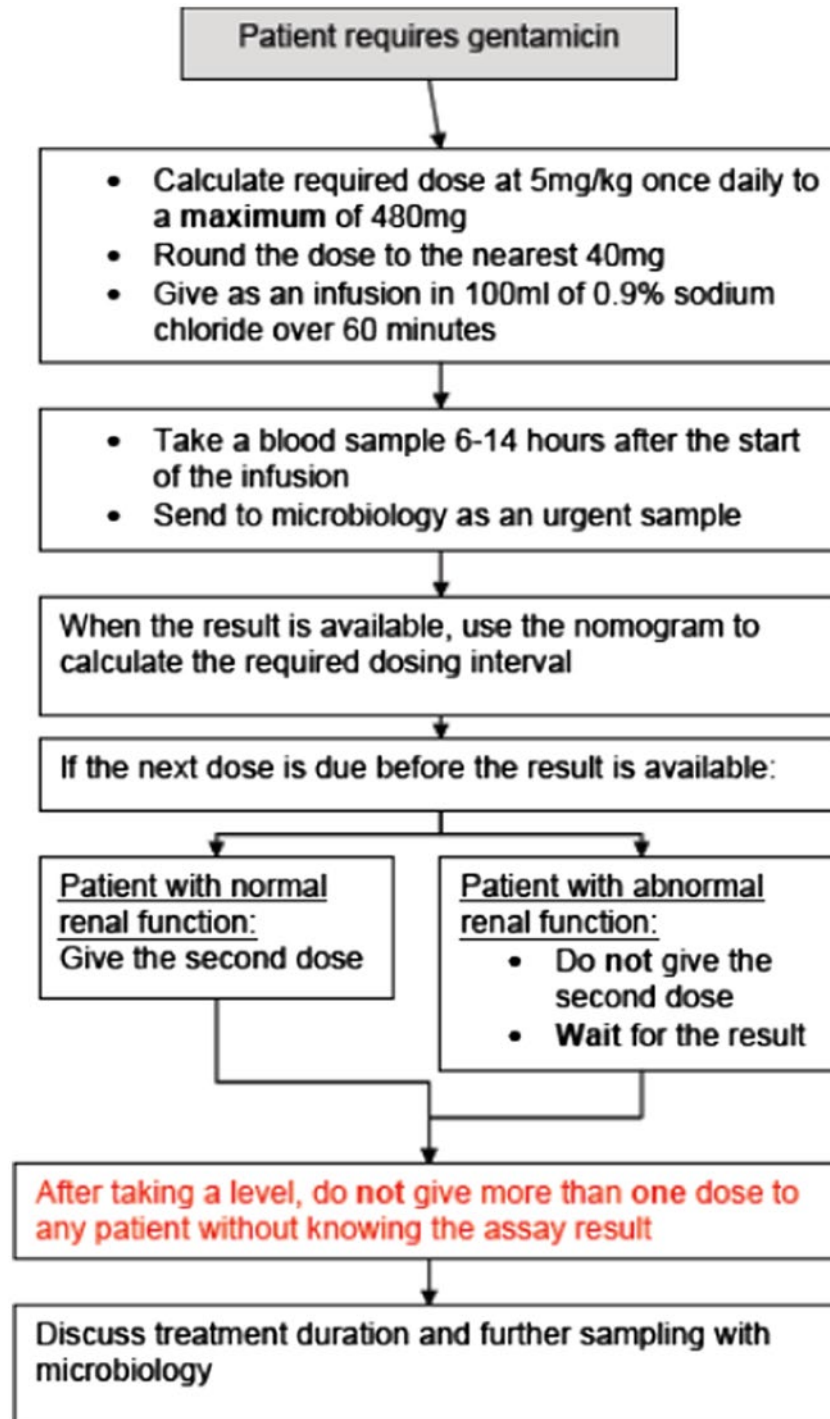 Patient requires gentamicin
• Calculate required dose at 5mg/kg once daily to
a maximum of 480mg
• Round the dose to the nearest 40mg
• Give as an infusion in 100ml of 0.9% sodium
chloride over 60 minutes
• Take a blood sample 6-14 hours after the start
of the infusion
• Send to microbiology as an urgent sample
When the result is available, use the nomogram to
calculate the required dosing interval
If the next dose is due before the result is available:
Patient with normal
renal function:
Give the second dose
Patient with abnormal
renal function:
• Do not give the
second dose
• Wait for the result
After taking a level, do not give more than one dose to
any patient without knowing the assay result
Discuss treatment duration and further sampling with
microbiology